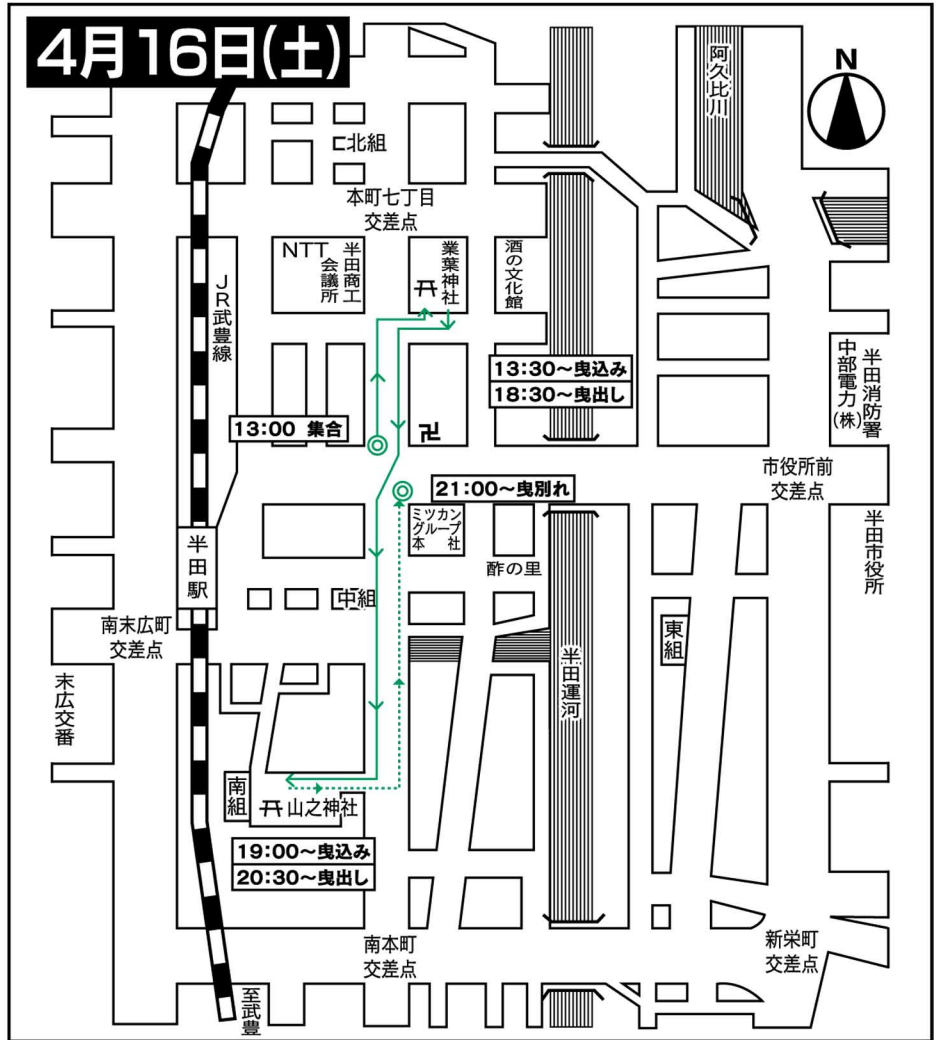 4月16日(土)
N
阿久比川
北組
本町七丁目
交差点
NTT
半田商工
会議所
業葉神社
酒の文化館
JR武豊線
13:30~曳込み
18:30~曳出し
半田消防署
中部電力
(株)
13:00 集合
卍
市役所前
交差点
21:00~曳別れ
ミツカン
グループ
本社
半田市役所
半田駅
酢の里
中組
南末広町
交差点
東組
半田運河
末広交番
南組
山之神社
19:00~曳込み
20:30~曳出し
南本町
交差点
新栄町
交差点
至武豊